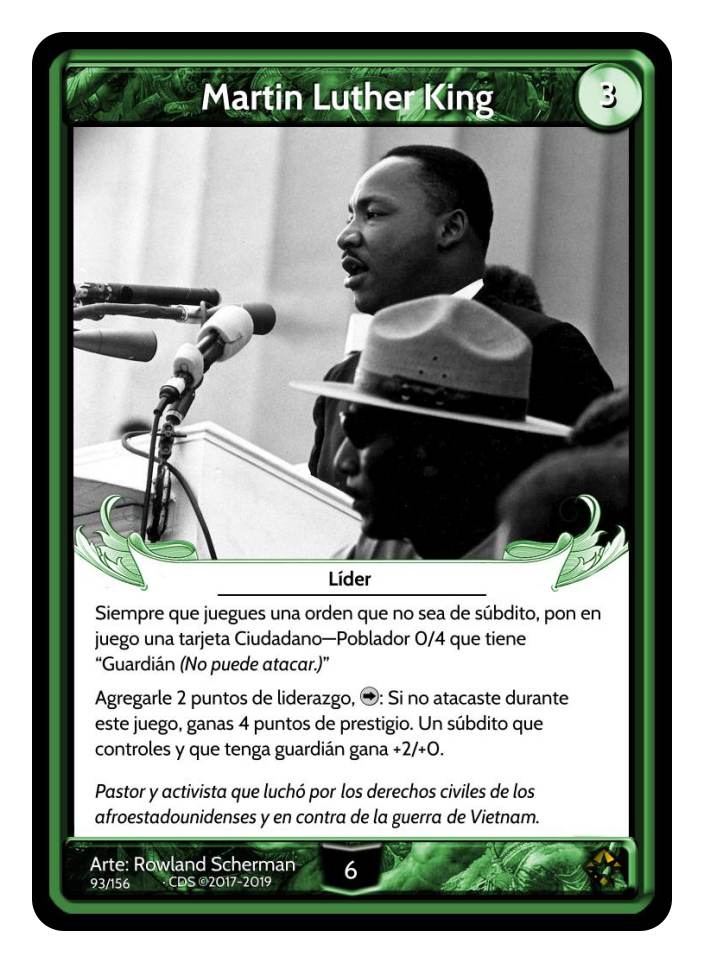 Martin Luther King
3
Líder
Siempre que juegues una orden que no sea de súbdito, pon en
juego una tarjeta Ciudadano—Poblador 0/4 que tiene
“Guardián (No puede atacar.)”
Agregarle 2 puntos de liderazgo, ➡: Si no atacaste durante
este juego, ganas 4 puntos de prestigio. Un súbdito que
controles y que tenga guardián gana +2/+0.
Pastor y activista que luchó por los derechos civiles de los
afroestadounidenses y en contra de la guerra de Vietnam.
Arte: Rowland Scherman
6
93/156 · CDS ©2017-2019